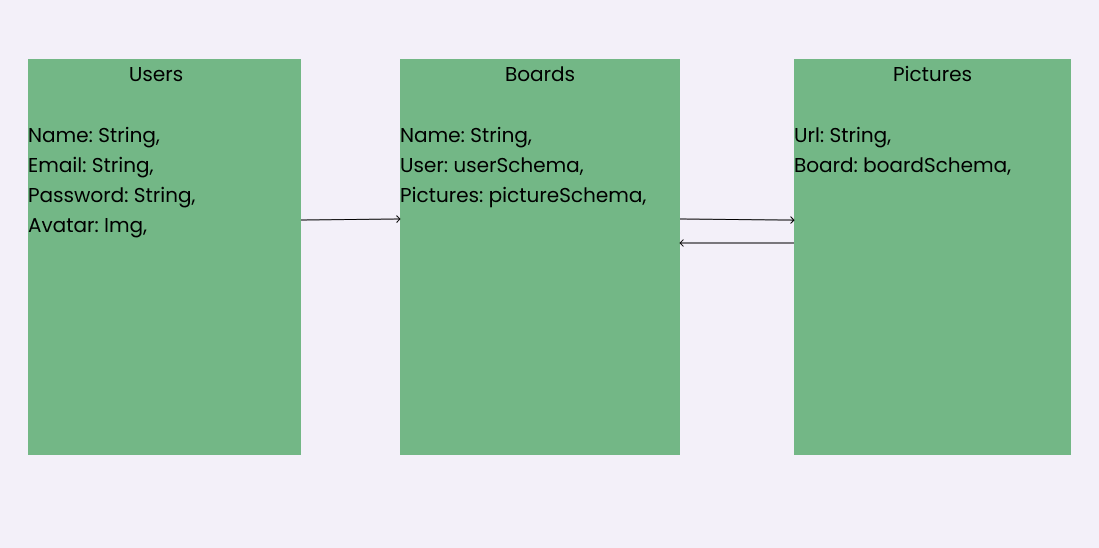 Users
Name: String,
Email: String,
Password: String,
Avatar: Img,
Boards
Name: String,
User: userSchema,
Pictures: pictureSchema,
Pictures
Url: String,
Board: boardSchema,